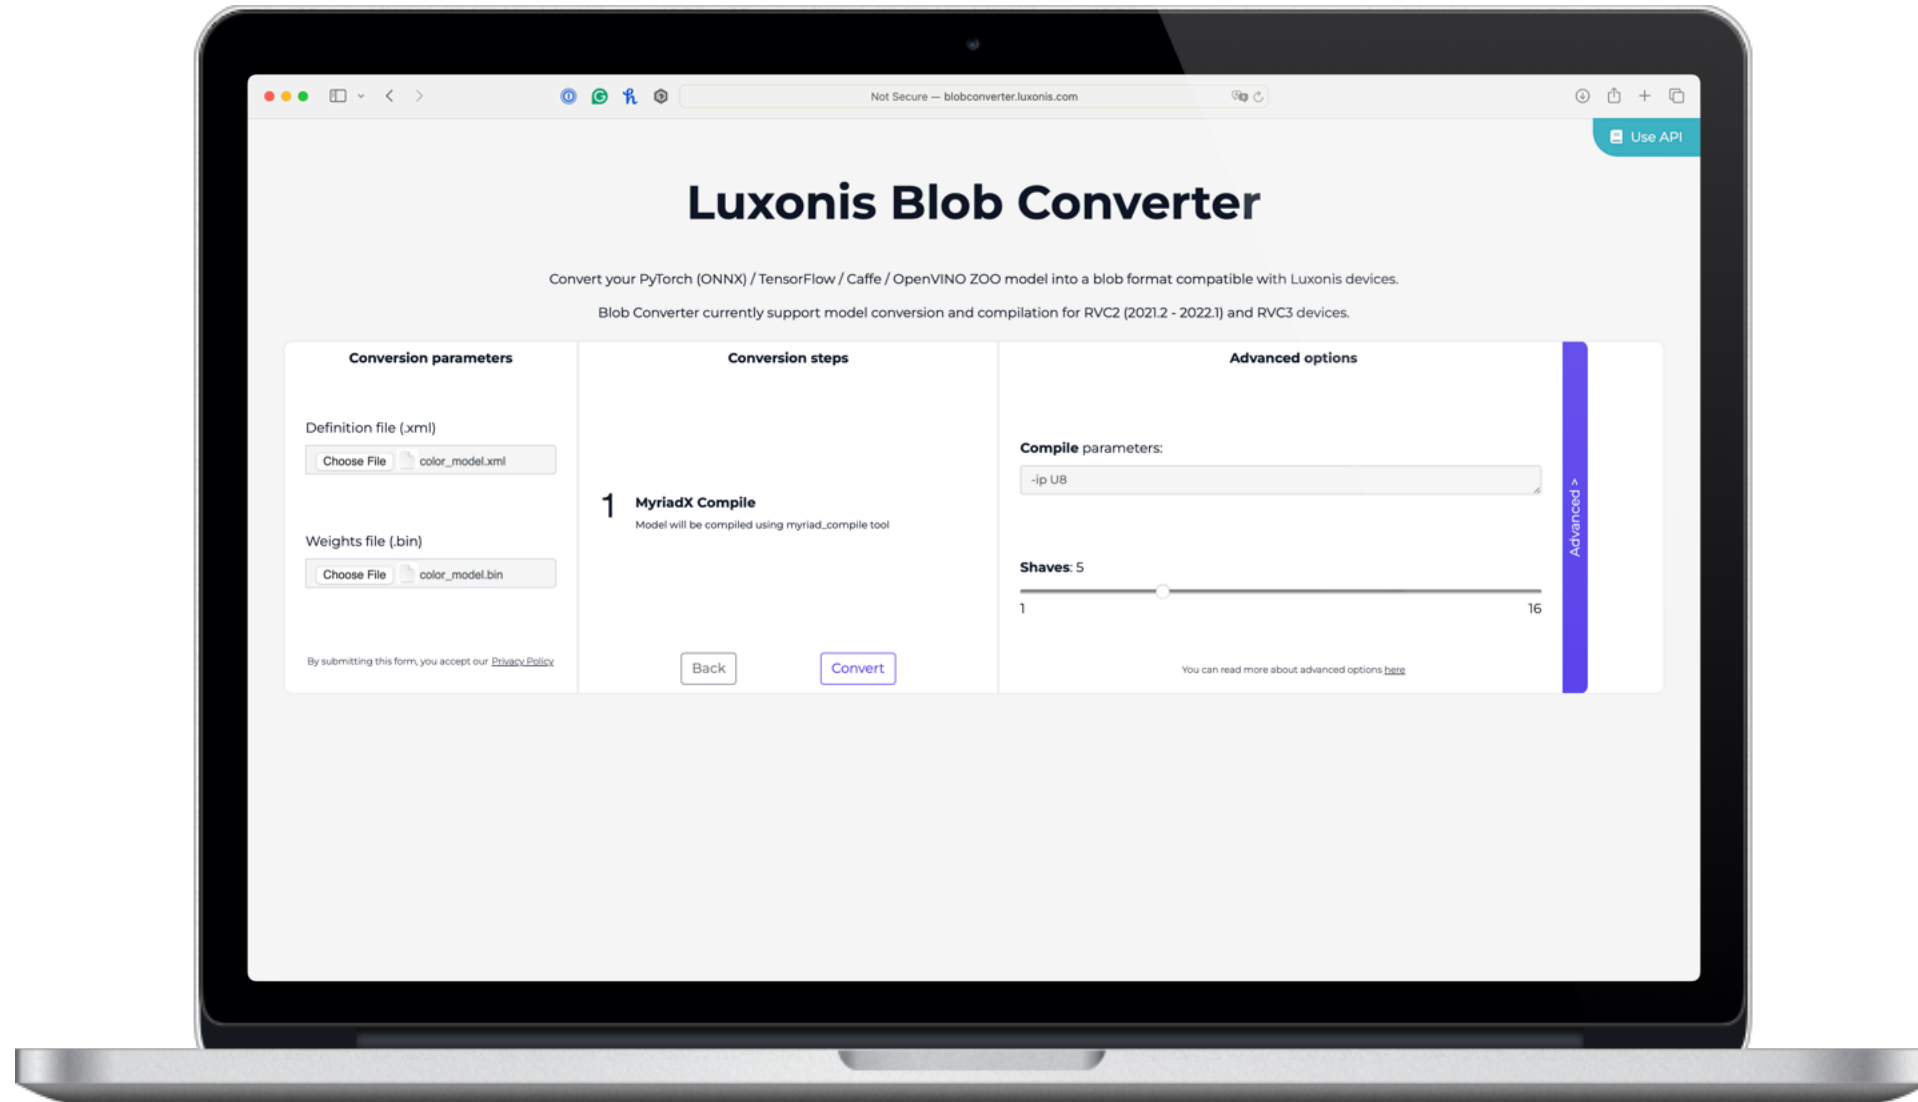 Not Secure — blobconverter.luxonis.com
Use API
Luxonis Blob Converter
Convert your PyTorch (ONNX) / TensorFlow / Caffe / OpenVINO ZOO model into a blob format compatible with Luxonis devices.
Blob Converter currently support model conversion and compilation for RVC2 (2021.2 - 2022.1) and RVC3 devices.
Conversion parameters
Definition file (.xml)
Choose File color_model.xml
Weights file (.bin)
Choose File color_model.bin
By submitting this form, you accept our Privacy Policy
Conversion steps
1 MyriadX Compile
Model will be compiled using myriad_compile tool
Back Convert
Advanced options
Compile parameters:
-ip U8
Shaves: 5
1 16
You can read more about advanced options here
Advanced >